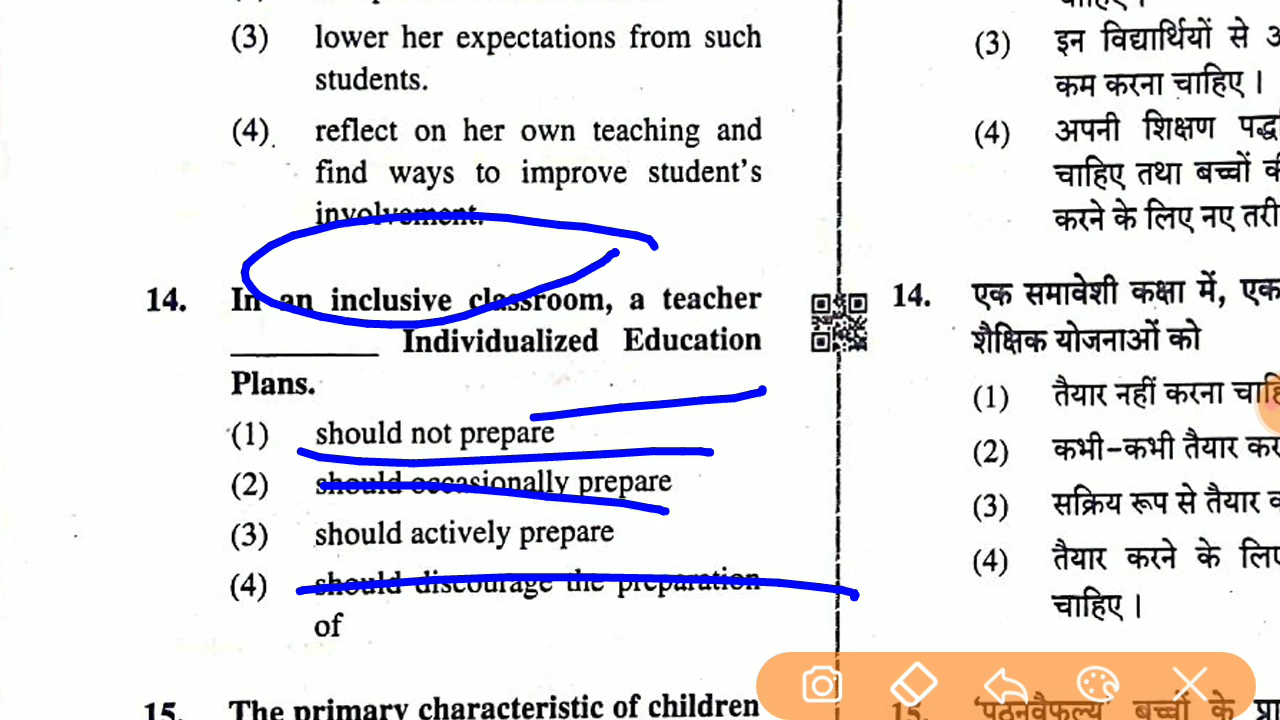 (3) lower her expectations from such
students.
(4) reflect on her own teaching and
find ways to improve student's
involvement.
14. In an inclusive classroom, a teacher
__________ Individualized Education
Plans.
(1) should not prepare
(2) should occasionally prepare
(3) should actively prepare
(4) should discourage the preparation
of
15. The primary characteristic of children
(3) इन विद्यार्थियों से
कम करना चाहिए ।
(4) अपनी शिक्षण
चाहिए तथा बच्चों
करने के लिए नए
14. एक समावेशी कक्षा में, एक
शैक्षिक योजनाओं को
(1) तैयार नहीं करना
(2) कभी-कभी तैयार
(3) सक्रिय रूप से तैयार
(4) तैयार करने के
चाहिए ।
15. 'पठनवैफल्य' बच्चों के